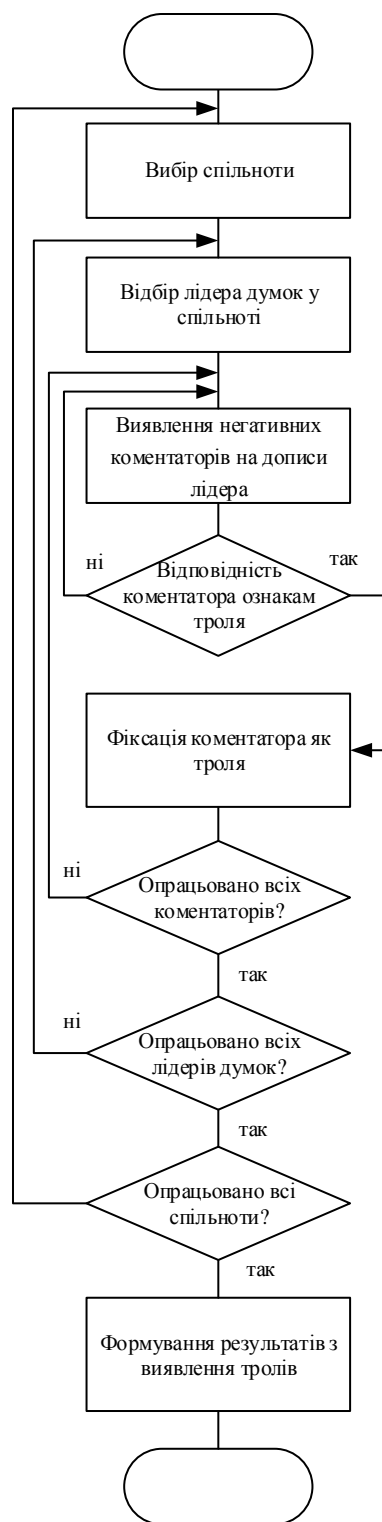 Вибір спільноти
Відбір лідера думок у
спільноті
Виявлення негативних
коментаторів на дописи
лідера
ні
так
Відповідність
коментатора ознакам
троля
Фіксація коментатора як
троля
ні
Опрацьовано всіх
коментаторів?
так
ні
Опрацьовано всіх
лідерів думок?
так
Опрацьовано всі
спільноти?
так
Формування результатів з
виявлення тролів